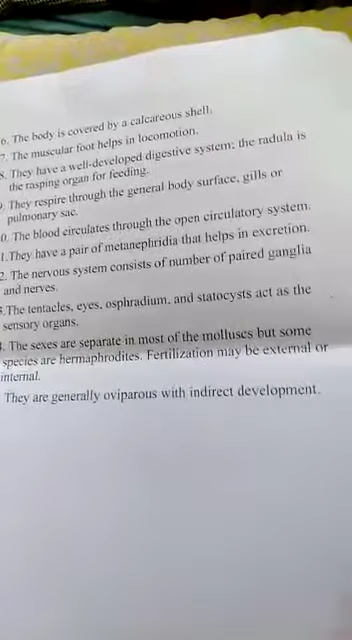 6. The body is covered by a calcareous shell.
7. The muscular foot helps in locomotion.
8. They have a well-developed digestive system; the radula is
the rasping organ for feeding.
9. They respire through the general body surface, gills or
pulmonary sac.
0. The blood circulates through the open circulatory system.
1.They have a pair of metanephridia that helps in excretion.
2. The nervous system consists of number of paired ganglia
and nerves.
3.The tentacles, eyes, osphradium, and statocysts act as the
sensory organs.
4. The sexes are separate in most of the molluscs but some
species are hermaphrodites. Fertilization may be external or
internal.
They are generally oviparous with indirect development.